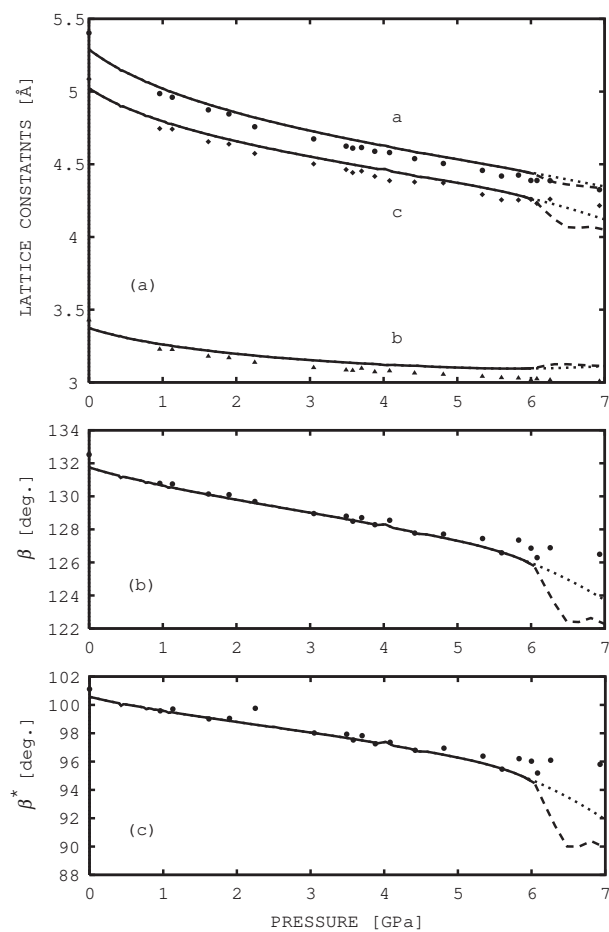 5.5
5
4.5
4
3.5
3
LATTICE CONSTATNTS [Å]
a
c
b
(a)
0 1 2 3 4 5 6 7
134
132
130
128
126
124
122
β [deg.]
(b)
0 1 2 3 4 5 6 7
102
100
98
96
94
92
90
88
β* [deg.]
(c)
0 1 2 3 4 5 6 7
PRESSURE [GPa]